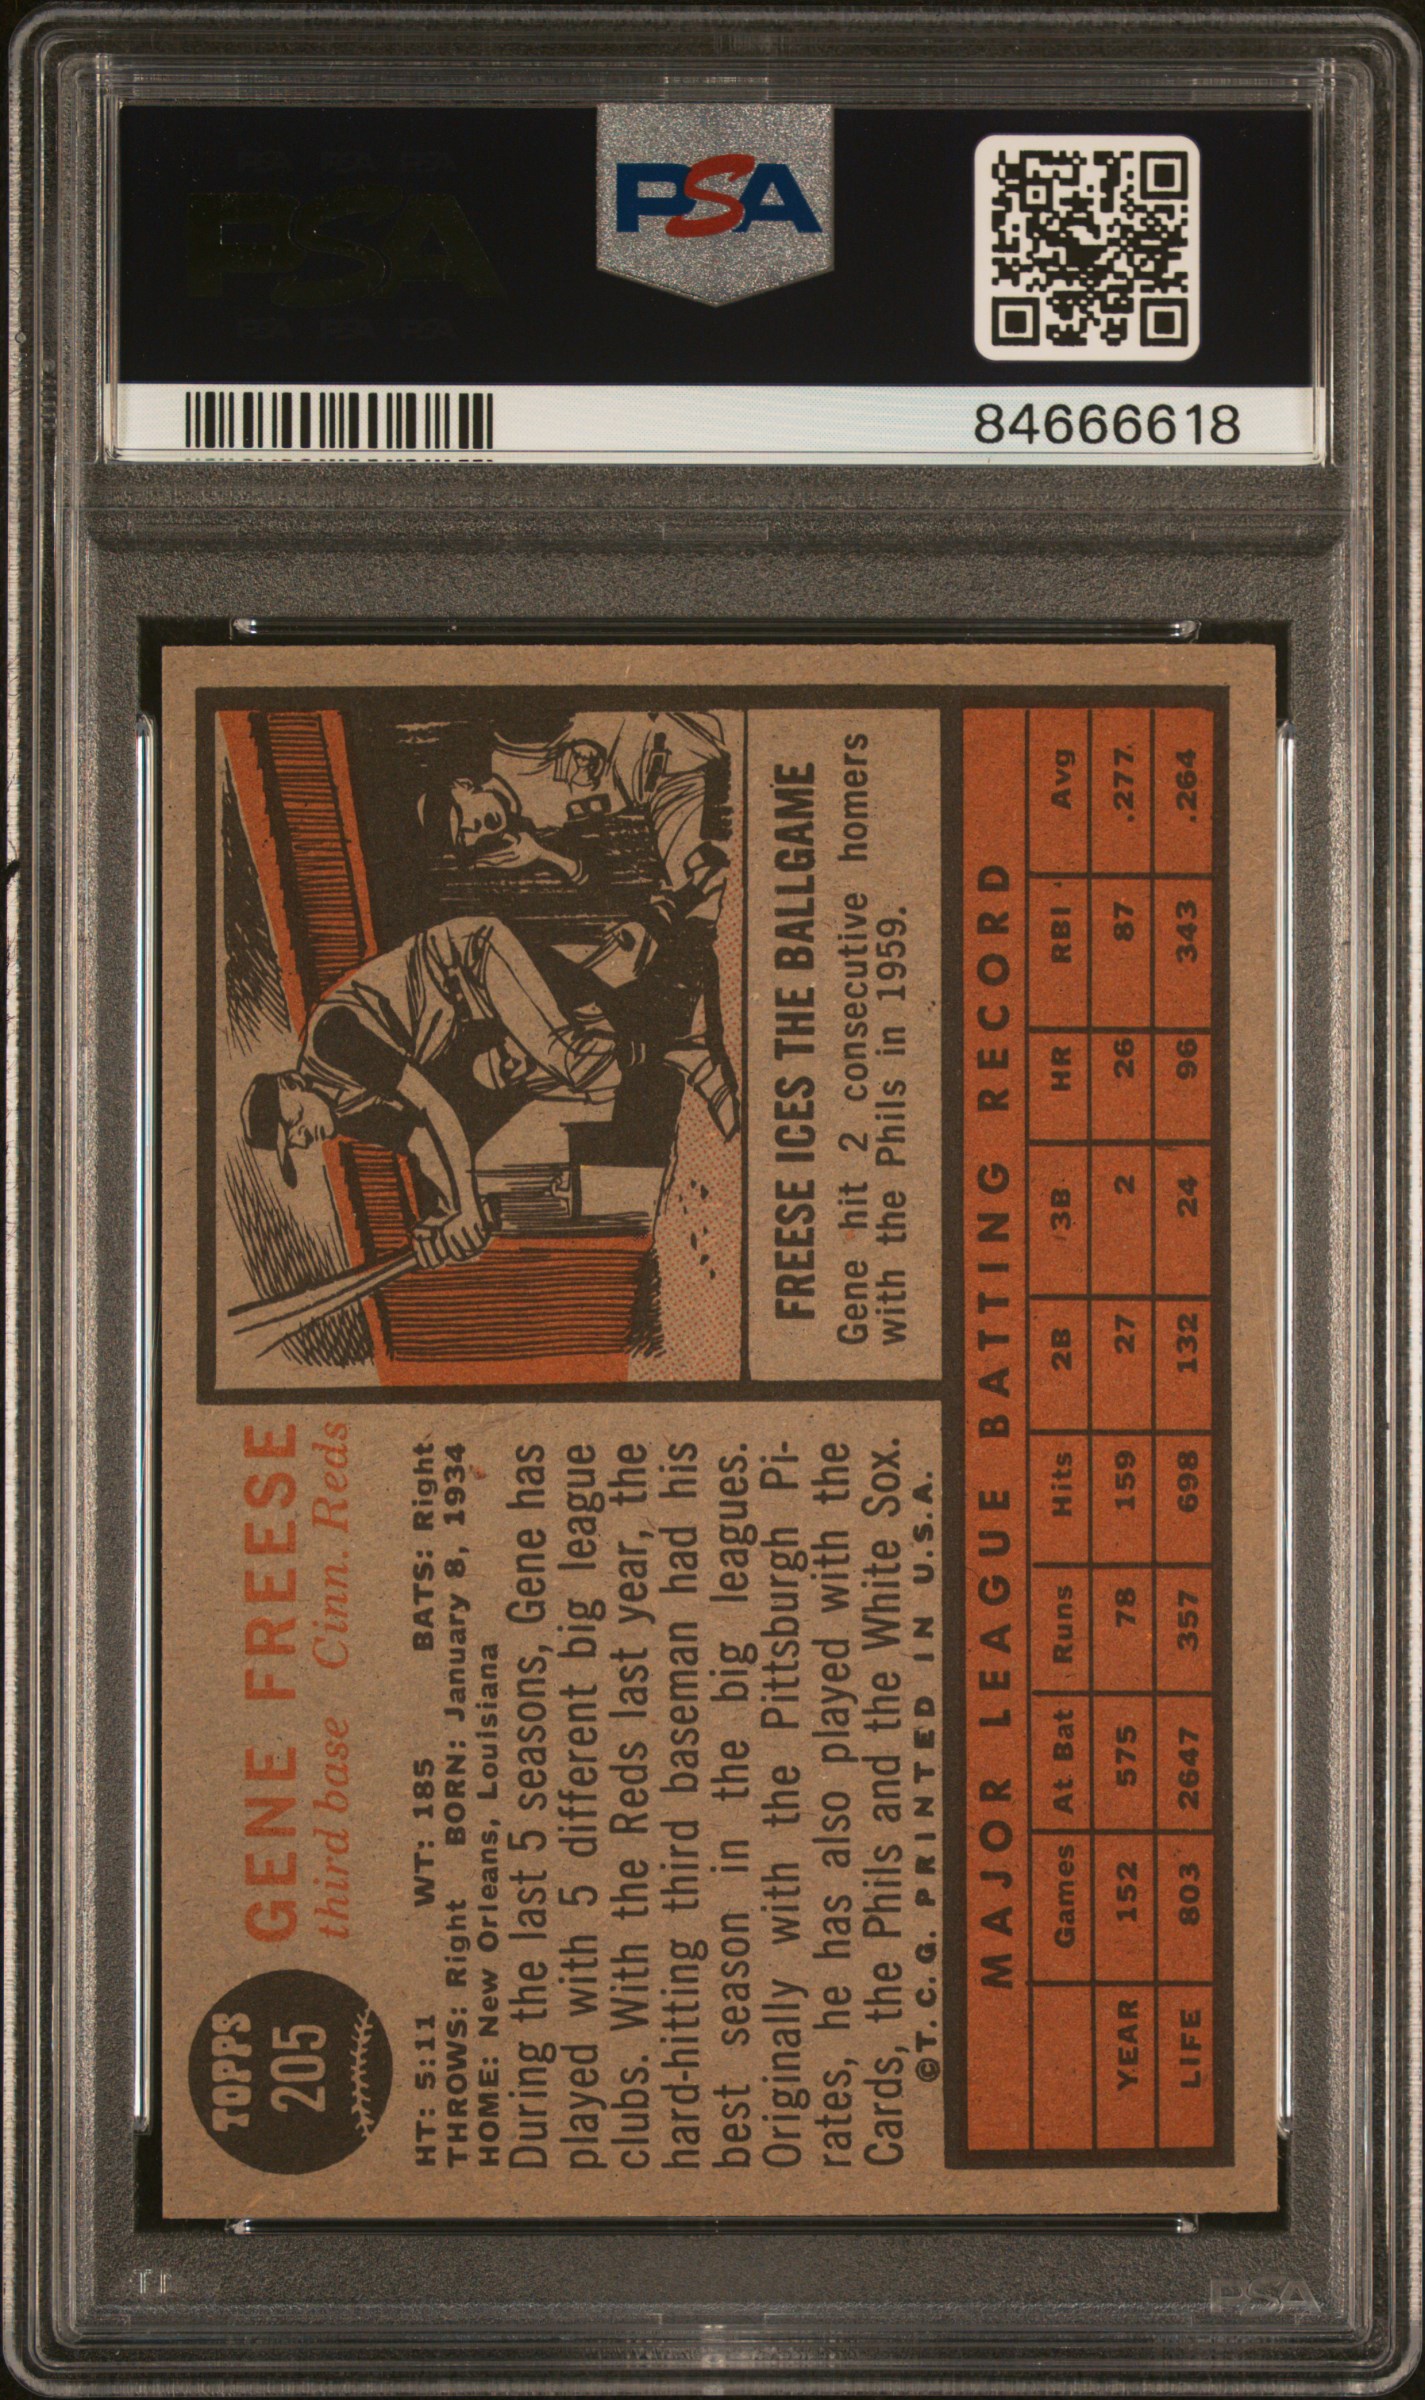 PSA
84666618
TOPPS
205
GENE FREESE
third base Cinn. Reds
HT: 5:11 WT: 185 BATS: Right
THROWS: Right BORN: January 8, 1934
HOME: New Orleans, Louisiana
During the last 5 seasons, Gene has
played with 5 different big league
clubs. With the Reds last year, the
hard-hitting third baseman had his
best season in the big leagues.
Originally with the Pittsburgh Pi-
rates, he has also played with the
Cards, the Phils and the White Sox.
©T. C. G. PRINTED IN U.S.A.
FREESE ICES THE BALLGAME
Gene hit 2 consecutive homers
with the Phils in 1959.
MAJOR LEAGUE BATTING RECORD
Games At Bat Runs Hits 2B 3B HR RBI Avg
YEAR 152 575 78 159 27 2 26 87 .277
LIFE 803 2647 357 698 132 24 96 343 .264
PSA